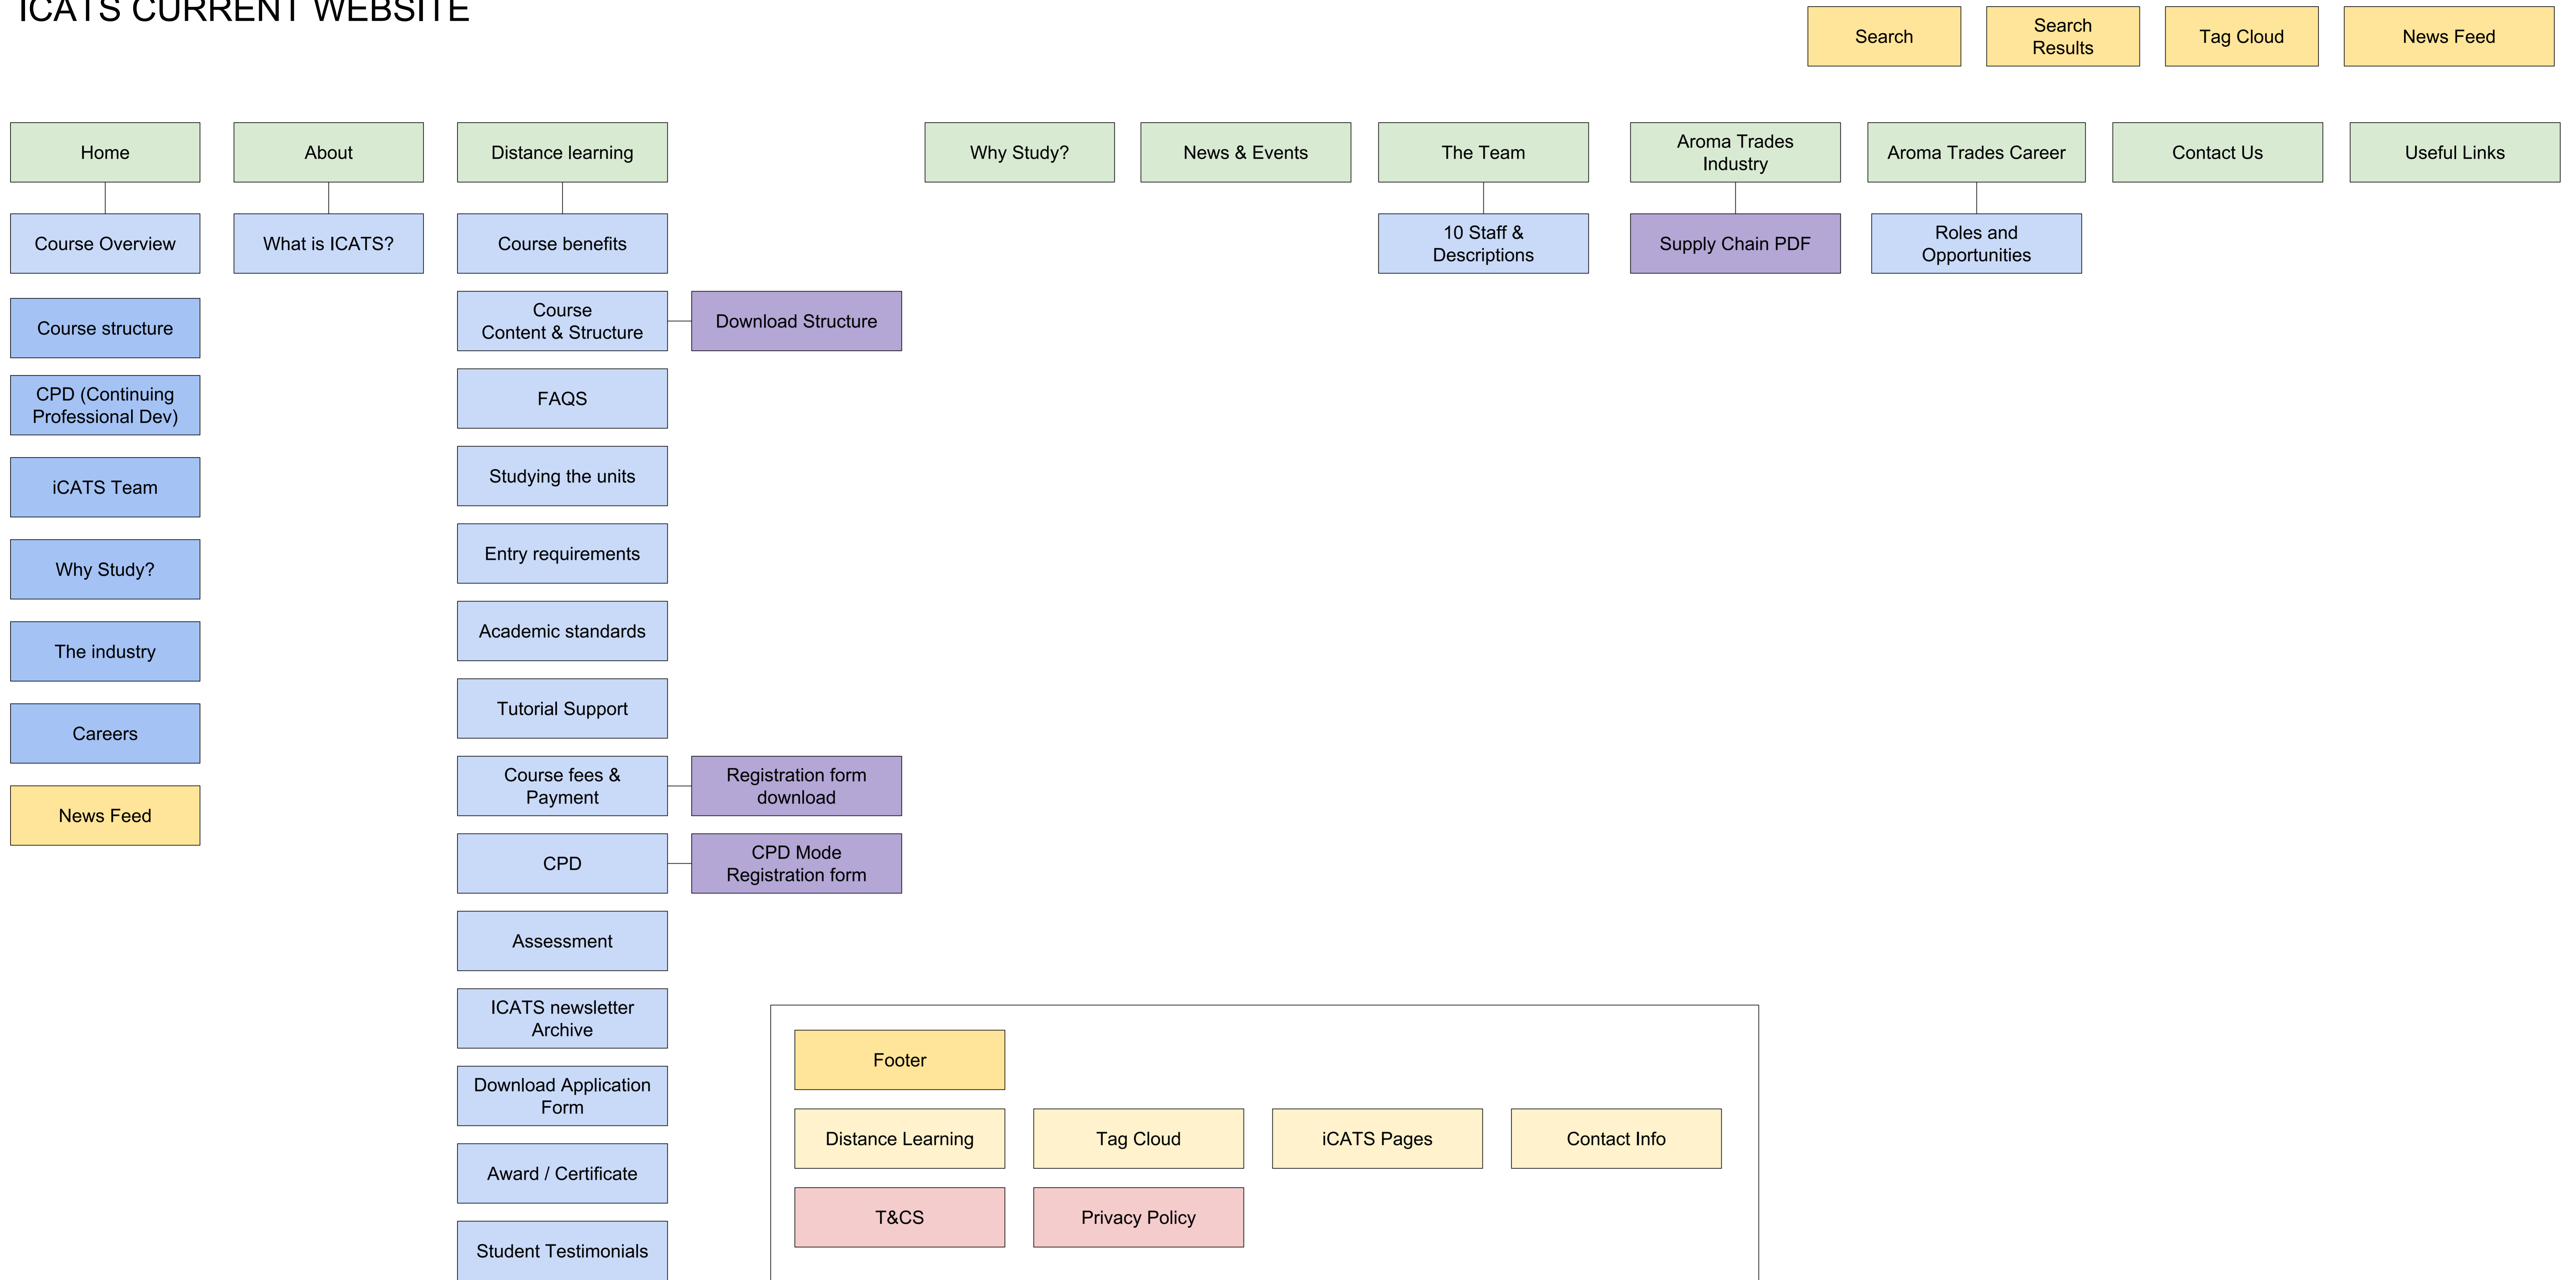 ICATS CURRENT WEBSITE
Search
Search
Results
Tag Cloud
News Feed
Home
About
Distance learning
Why Study?
News & Events
The Team
Aroma Trades
Industry
Aroma Trades Career
Contact Us
Useful Links
Course Overview
What is ICATS?
Course benefits
10 Staff &
Descriptions
Supply Chain PDF
Roles and
Opportunities
Course structure
Course
Content & Structure
Download Structure
CPD (Continuing
Professional Dev)
FAQS
iCATS Team
Studying the units
Why Study?
Entry requirements
The industry
Academic standards
Careers
Tutorial Support
News Feed
Course fees &
Payment
Registration form
download
CPD
CPD Mode
Registration form
Assessment
ICATS newsletter
Archive
Download Application
Form
Award / Certificate
Student Testimonials
Footer
Distance Learning
Tag Cloud
iCATS Pages
Contact Info
T&CS
Privacy Policy